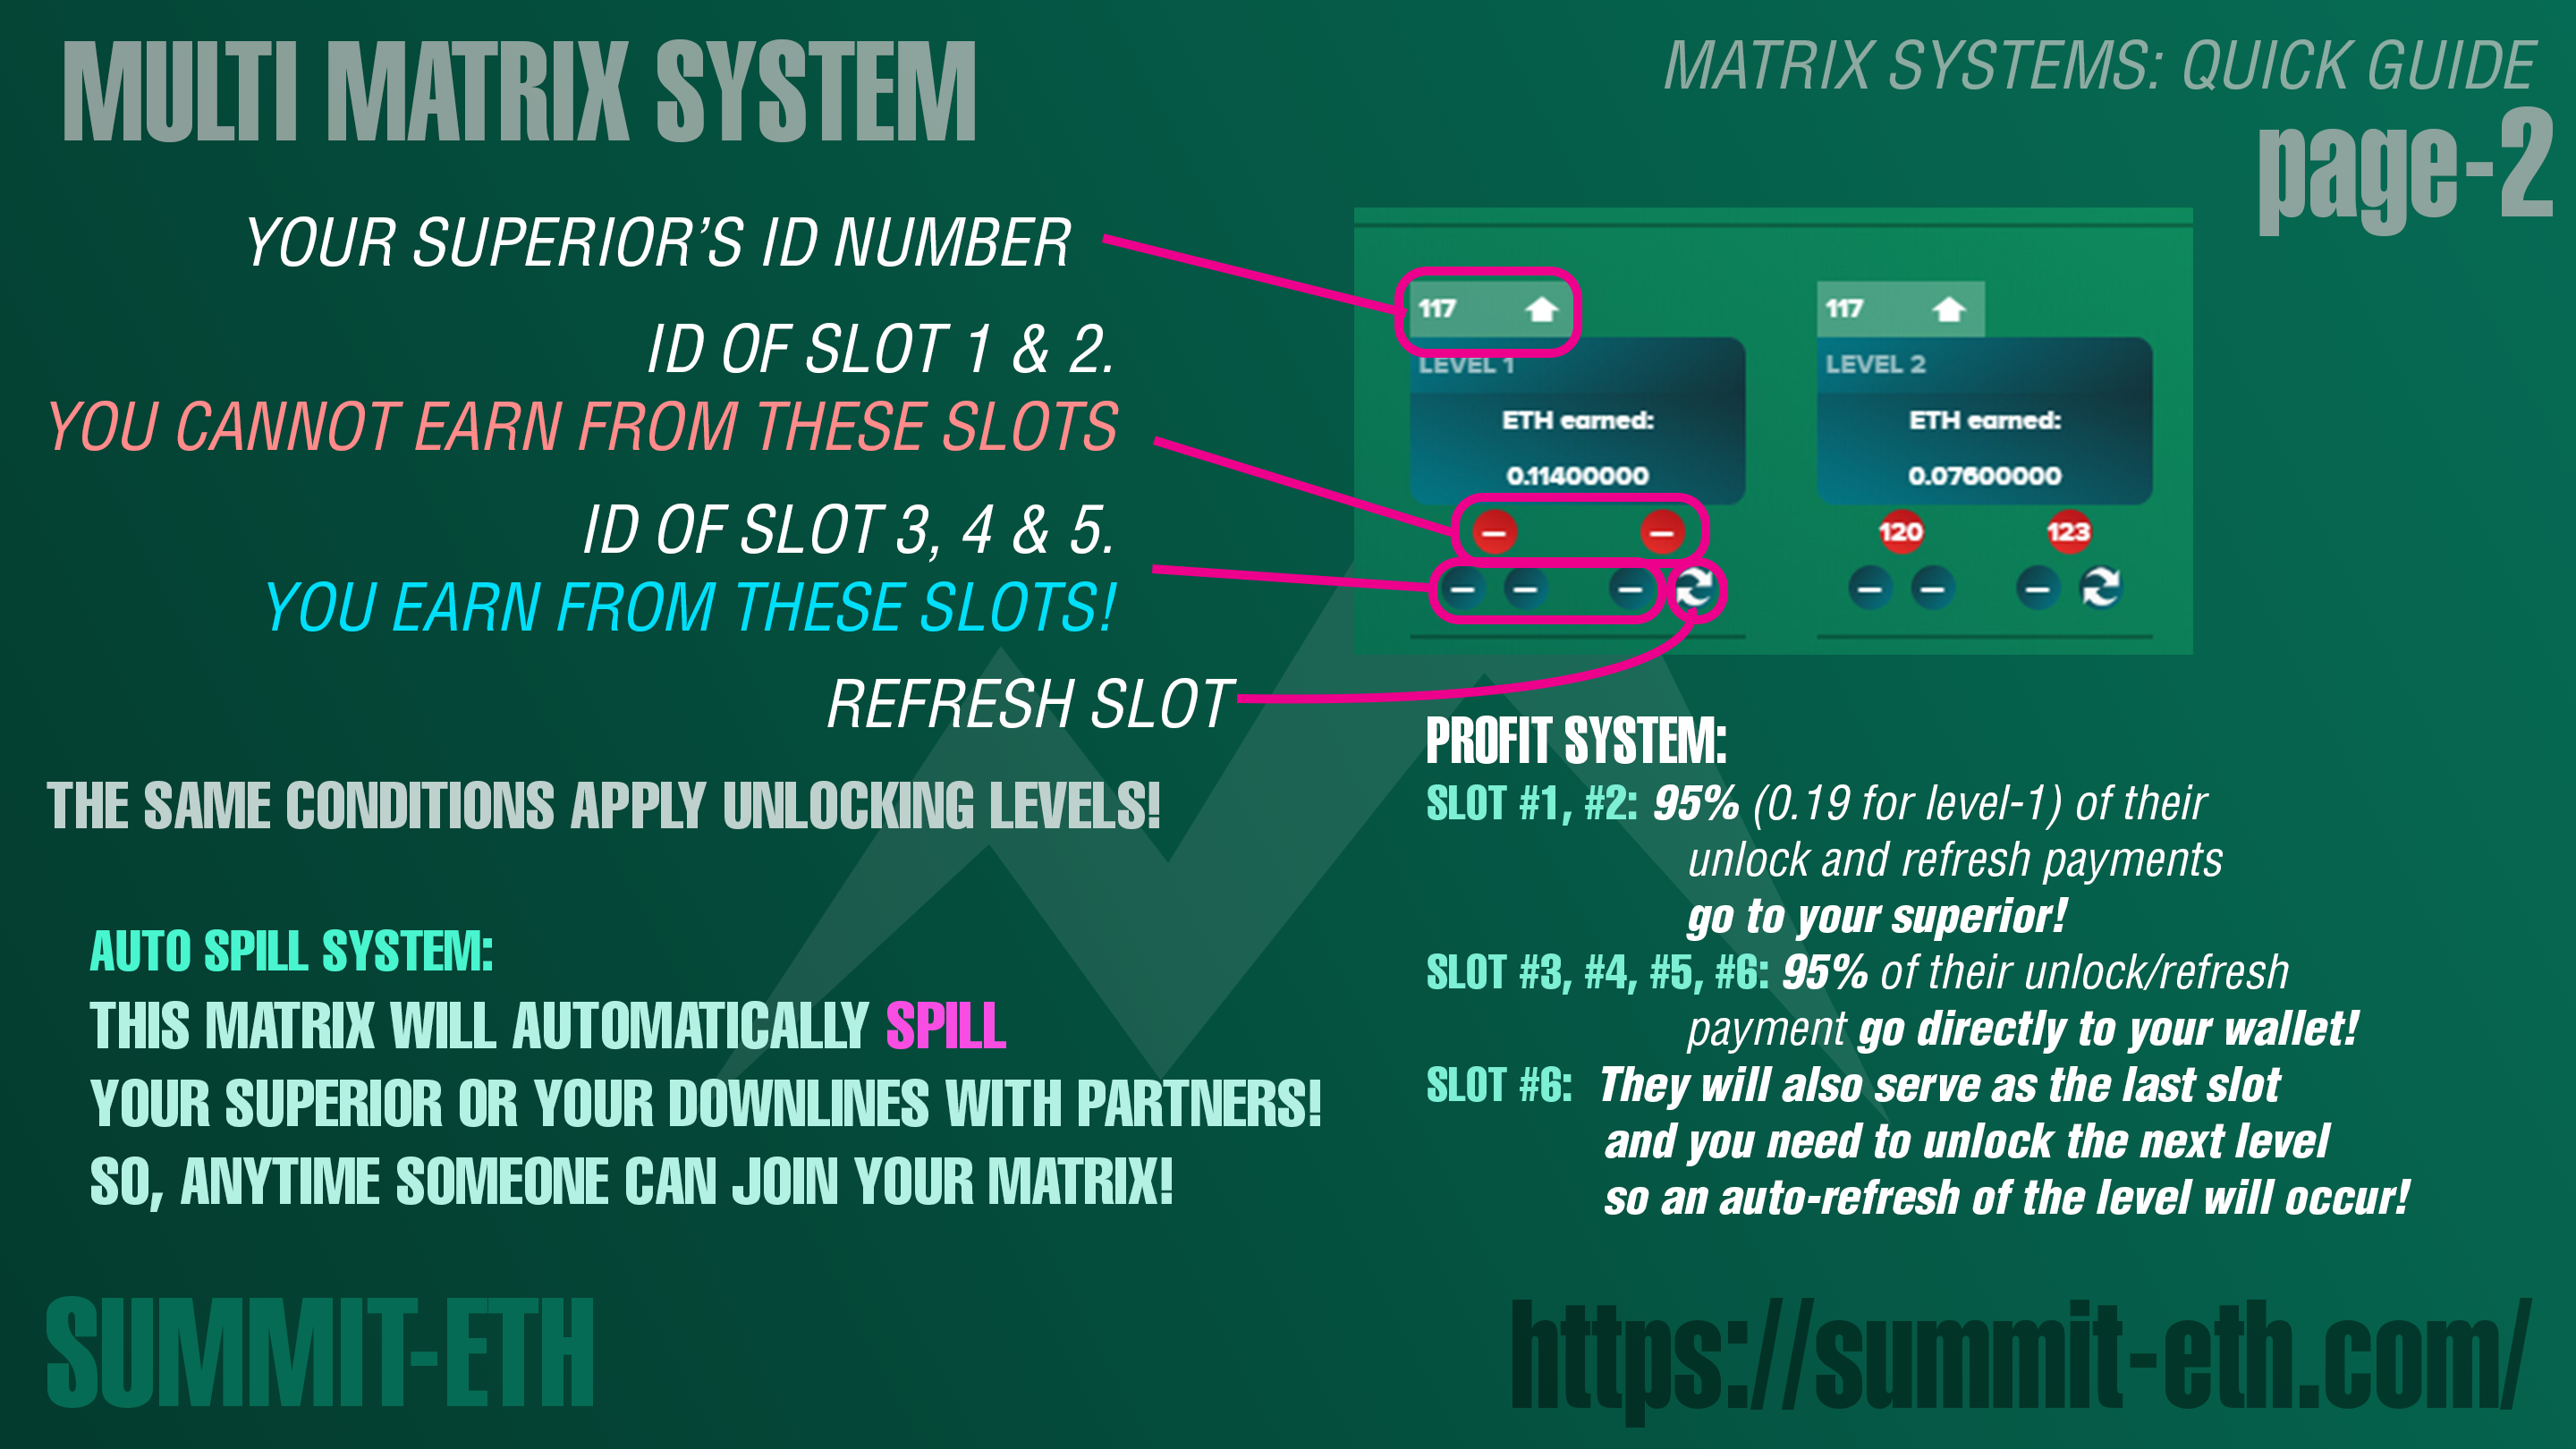 MULTI MATRIX SYSTEM
MATRIX SYSTEMS: QUICK GUIDE
page-2
YOUR SUPERIOR'S ID NUMBER
ID OF SLOT 1 & 2.
YOU CANNOT EARN FROM THESE SLOTS
ID OF SLOT 3, 4 & 5.
YOU EARN FROM THESE SLOTS!
REFRESH SLOT
THE SAME CONDITIONS APPLY UNLOCKING LEVELS!
AUTO SPILL SYSTEM:
THIS MATRIX WILL AUTOMATICALLY SPILL
YOUR SUPERIOR OR YOUR DOWNLINES WITH PARTNERS!
SO, ANYTIME SOMEONE CAN JOIN YOUR MATRIX!
117
LEVEL 1
ETH earned:
0.11400000
117
LEVEL 2
ETH earned:
0.07600000
120 123
PROFIT SYSTEM:
SLOT #1, #2: 95% (0.19 for level-1) of their
unlock and refresh payments
go to your superior!
SLOT #3, #4, #5, #6: 95% of their unlock/refresh
payment go directly to your wallet!
SLOT #6: They will also serve as the last slot
and you need to unlock the next level
so an auto-refresh of the level will occur!
SUMMIT-ETH
https://summit-eth.com/